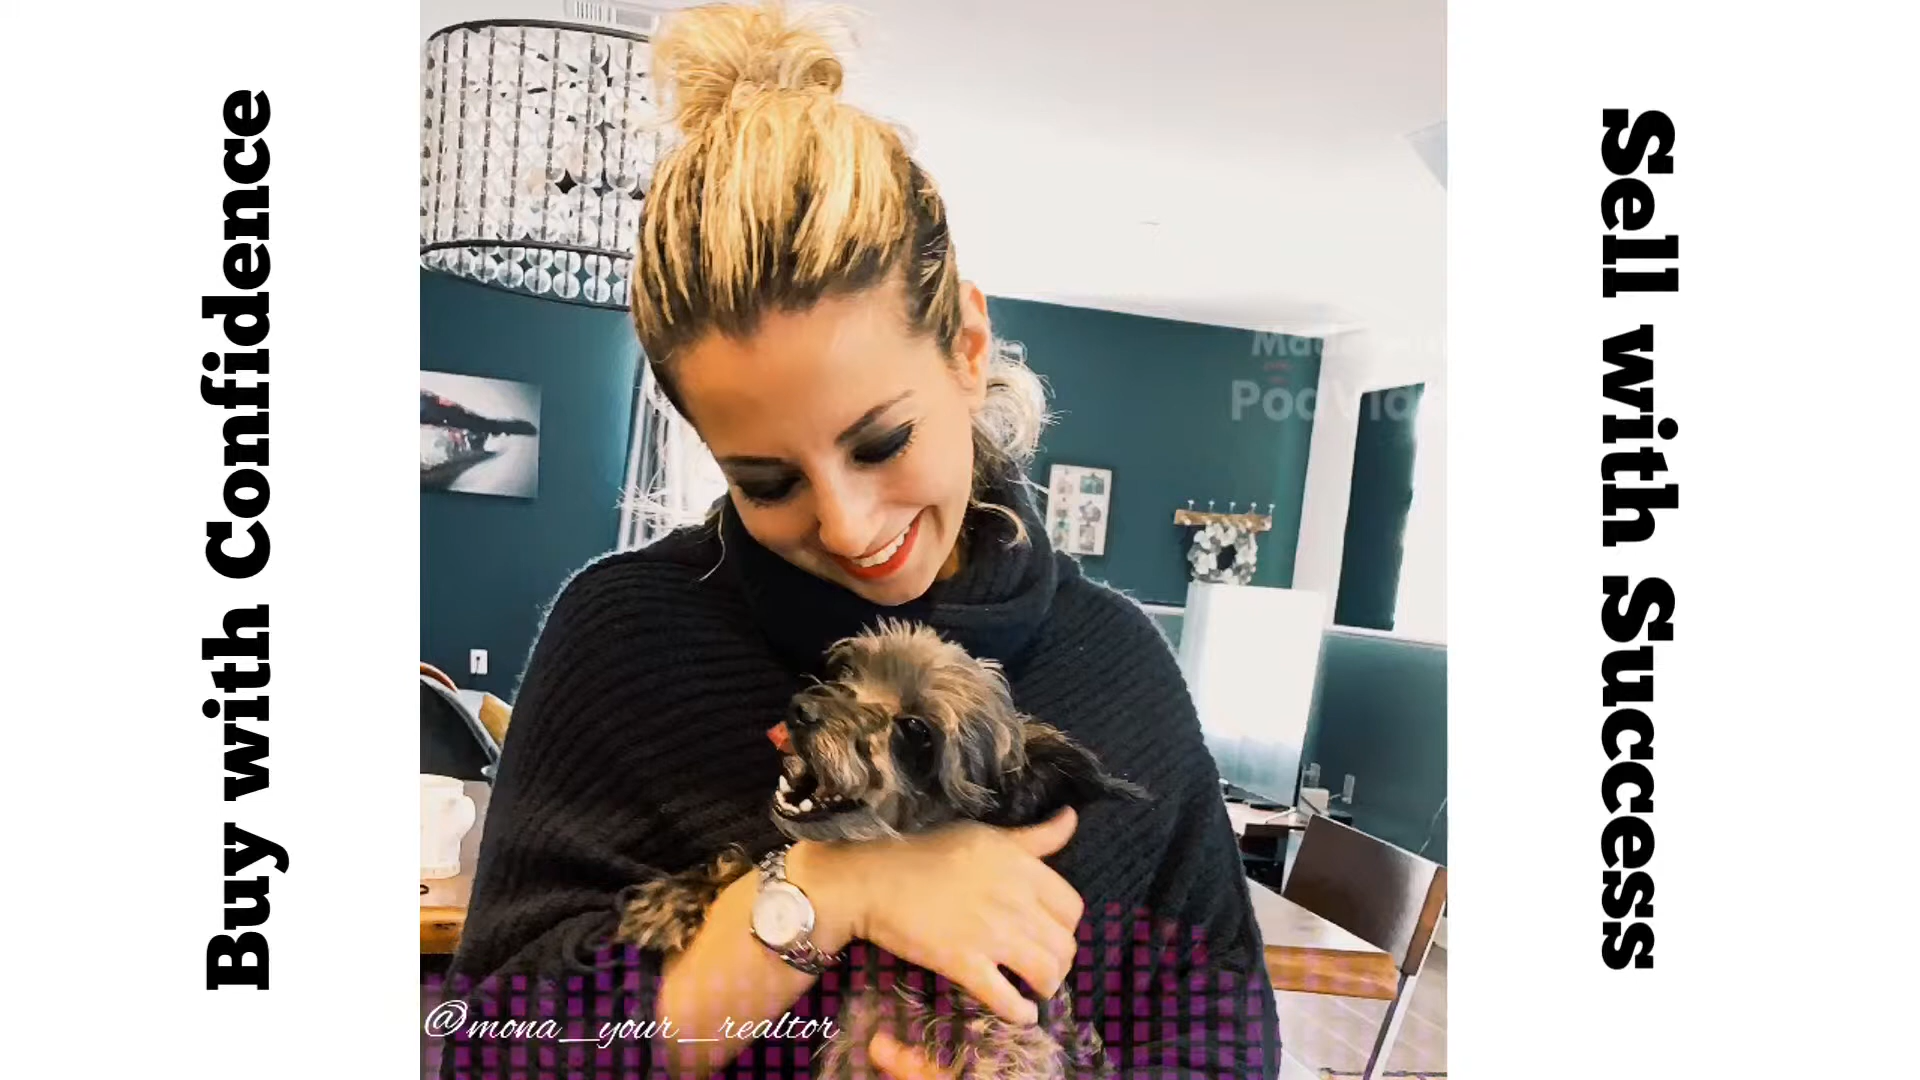 Buy with Confidence
Sell with Success
@mona_your_realtor